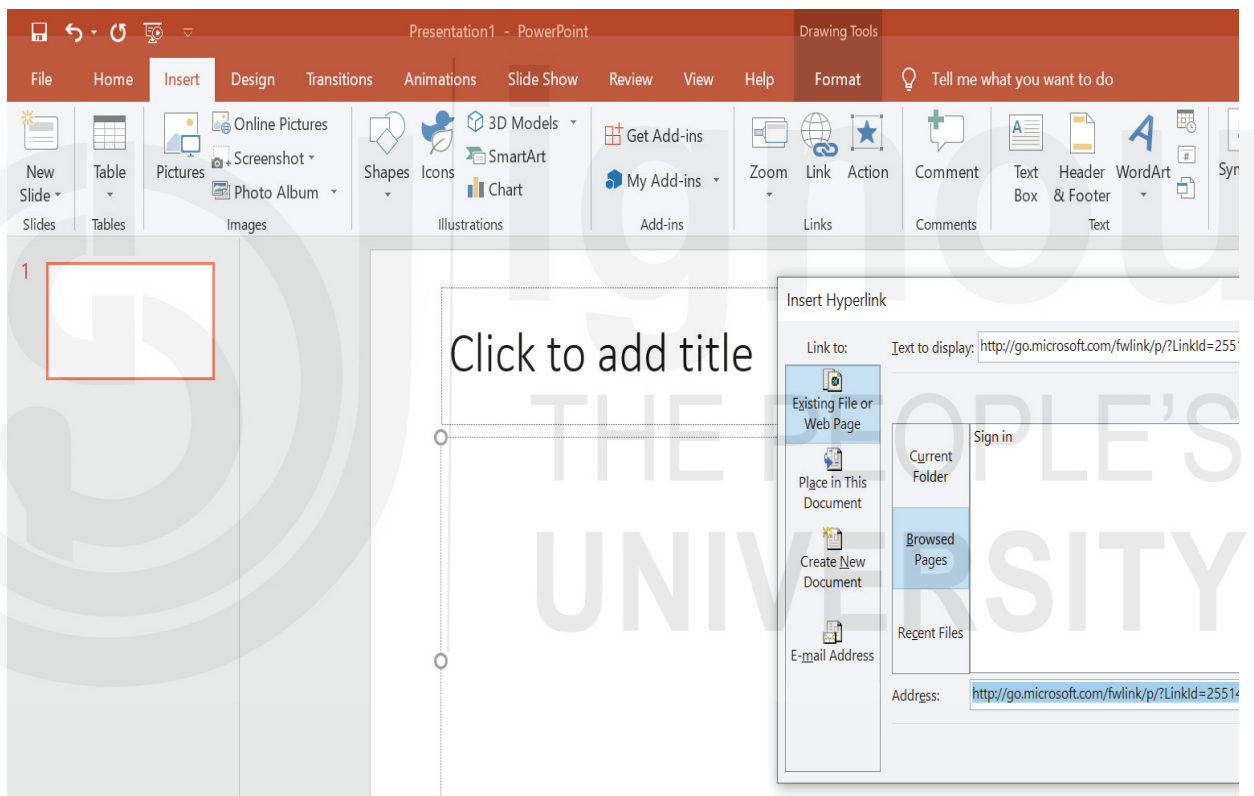 Presentation1 - PowerPoint
Drawing Tools
File Home Insert Design Transitions Animations Slide Show Review View Help Format Tell me what you want to do
New Slide
Table
Pictures
Online Pictures
Screenshot
Photo Album
Shapes
Icons
3D Models
SmartArt
Chart
Get Add-ins
My Add-ins
Zoom
Link
Action
Comment
Text Box
Header & Footer
WordArt
Slides Tables Images Illustrations Add-ins Links Comments Text
1
Click to add title
Insert Hyperlink
Link to:
Text to display: http://go.microsoft.com/fwlink/p/?LinkId=255
Existing File or
Web Page
Place in This
Document
Create New
Document
E-mail Address
Current
Folder
Browsed
Pages
Recent Files
Sign in
Address: http://go.microsoft.com/fwlink/p/?LinkId=2551
ignou
THE PEOPLE'S
UNIVERSITY